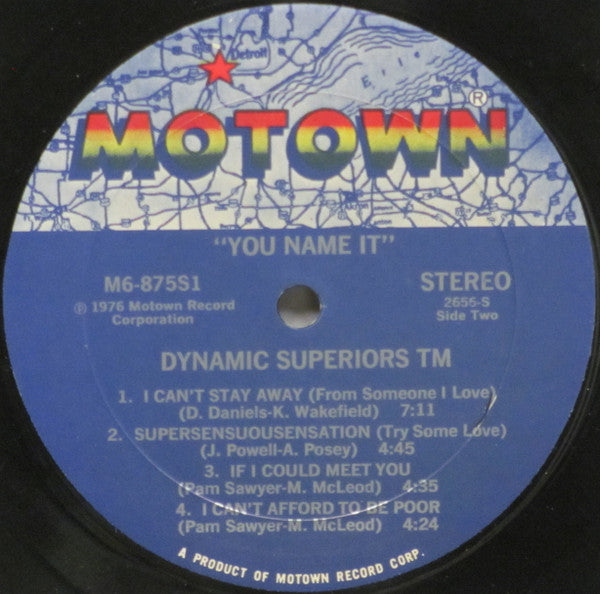 Detroit
Erie
MOTOWN®
"YOU NAME IT"
M6-875S1
℗ 1976 Motown Record
Corporation
STEREO
2656-S
Side Two
DYNAMIC SUPERIORS TM
1. I CAN'T STAY AWAY (From Someone I Love)
(D. Daniels-K. Wakefield) 7:11
2. SUPERSENSUOUSENSATION (Try Some Love)
(J. Powell-A. Posey) 4:45
3. IF I COULD MEET YOU
(Pam Sawyer-M. McLeod) 4:35
4. I CAN'T AFFORD TO BE POOR
(Pam Sawyer-M. McLeod) 4:24
A PRODUCT OF MOTOWN RECORD CORP.